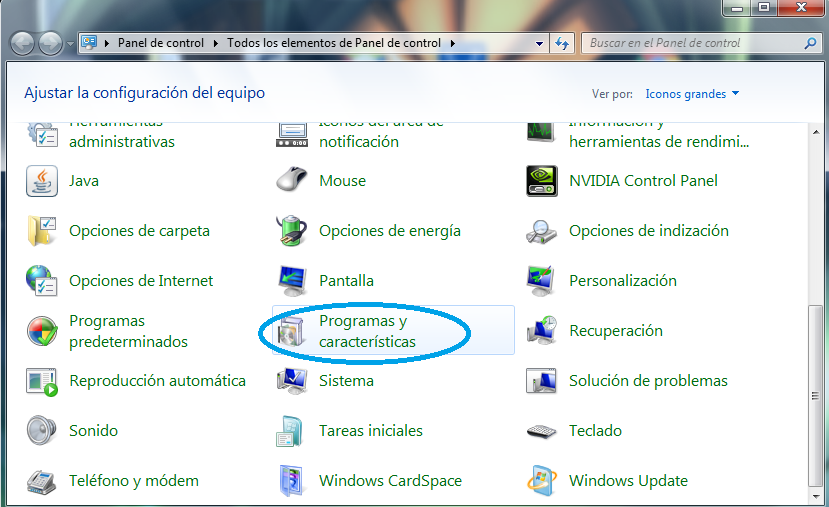 Panel de control
Todos los elementos de Panel de control
Buscar en el Panel de control
Ajustar la configuración del equipo
Ver por:
Iconos grandes
Herramientas
administrativas
Iconos del área de
notificación
Información y
herramientas de rendimi...
Java
Mouse
NVIDIA Control Panel
Opciones de carpeta
Opciones de energía
Opciones de indización
Opciones de Internet
Pantalla
Personalización
Programas
predeterminados
Programas y
características
Recuperación
Reproducción automática
Sistema
Solución de problemas
Sonido
Tareas iniciales
Teclado
Teléfono y módem
Windows CardSpace
Windows Update